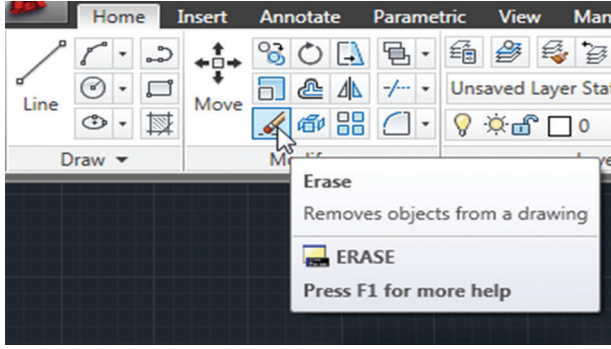 Home Insert Annotate Parametric View Man
Line
Move
Unsaved Layer Stat
0
Draw
Erase
Removes objects from a drawing
ERASE
Press F1 for more help